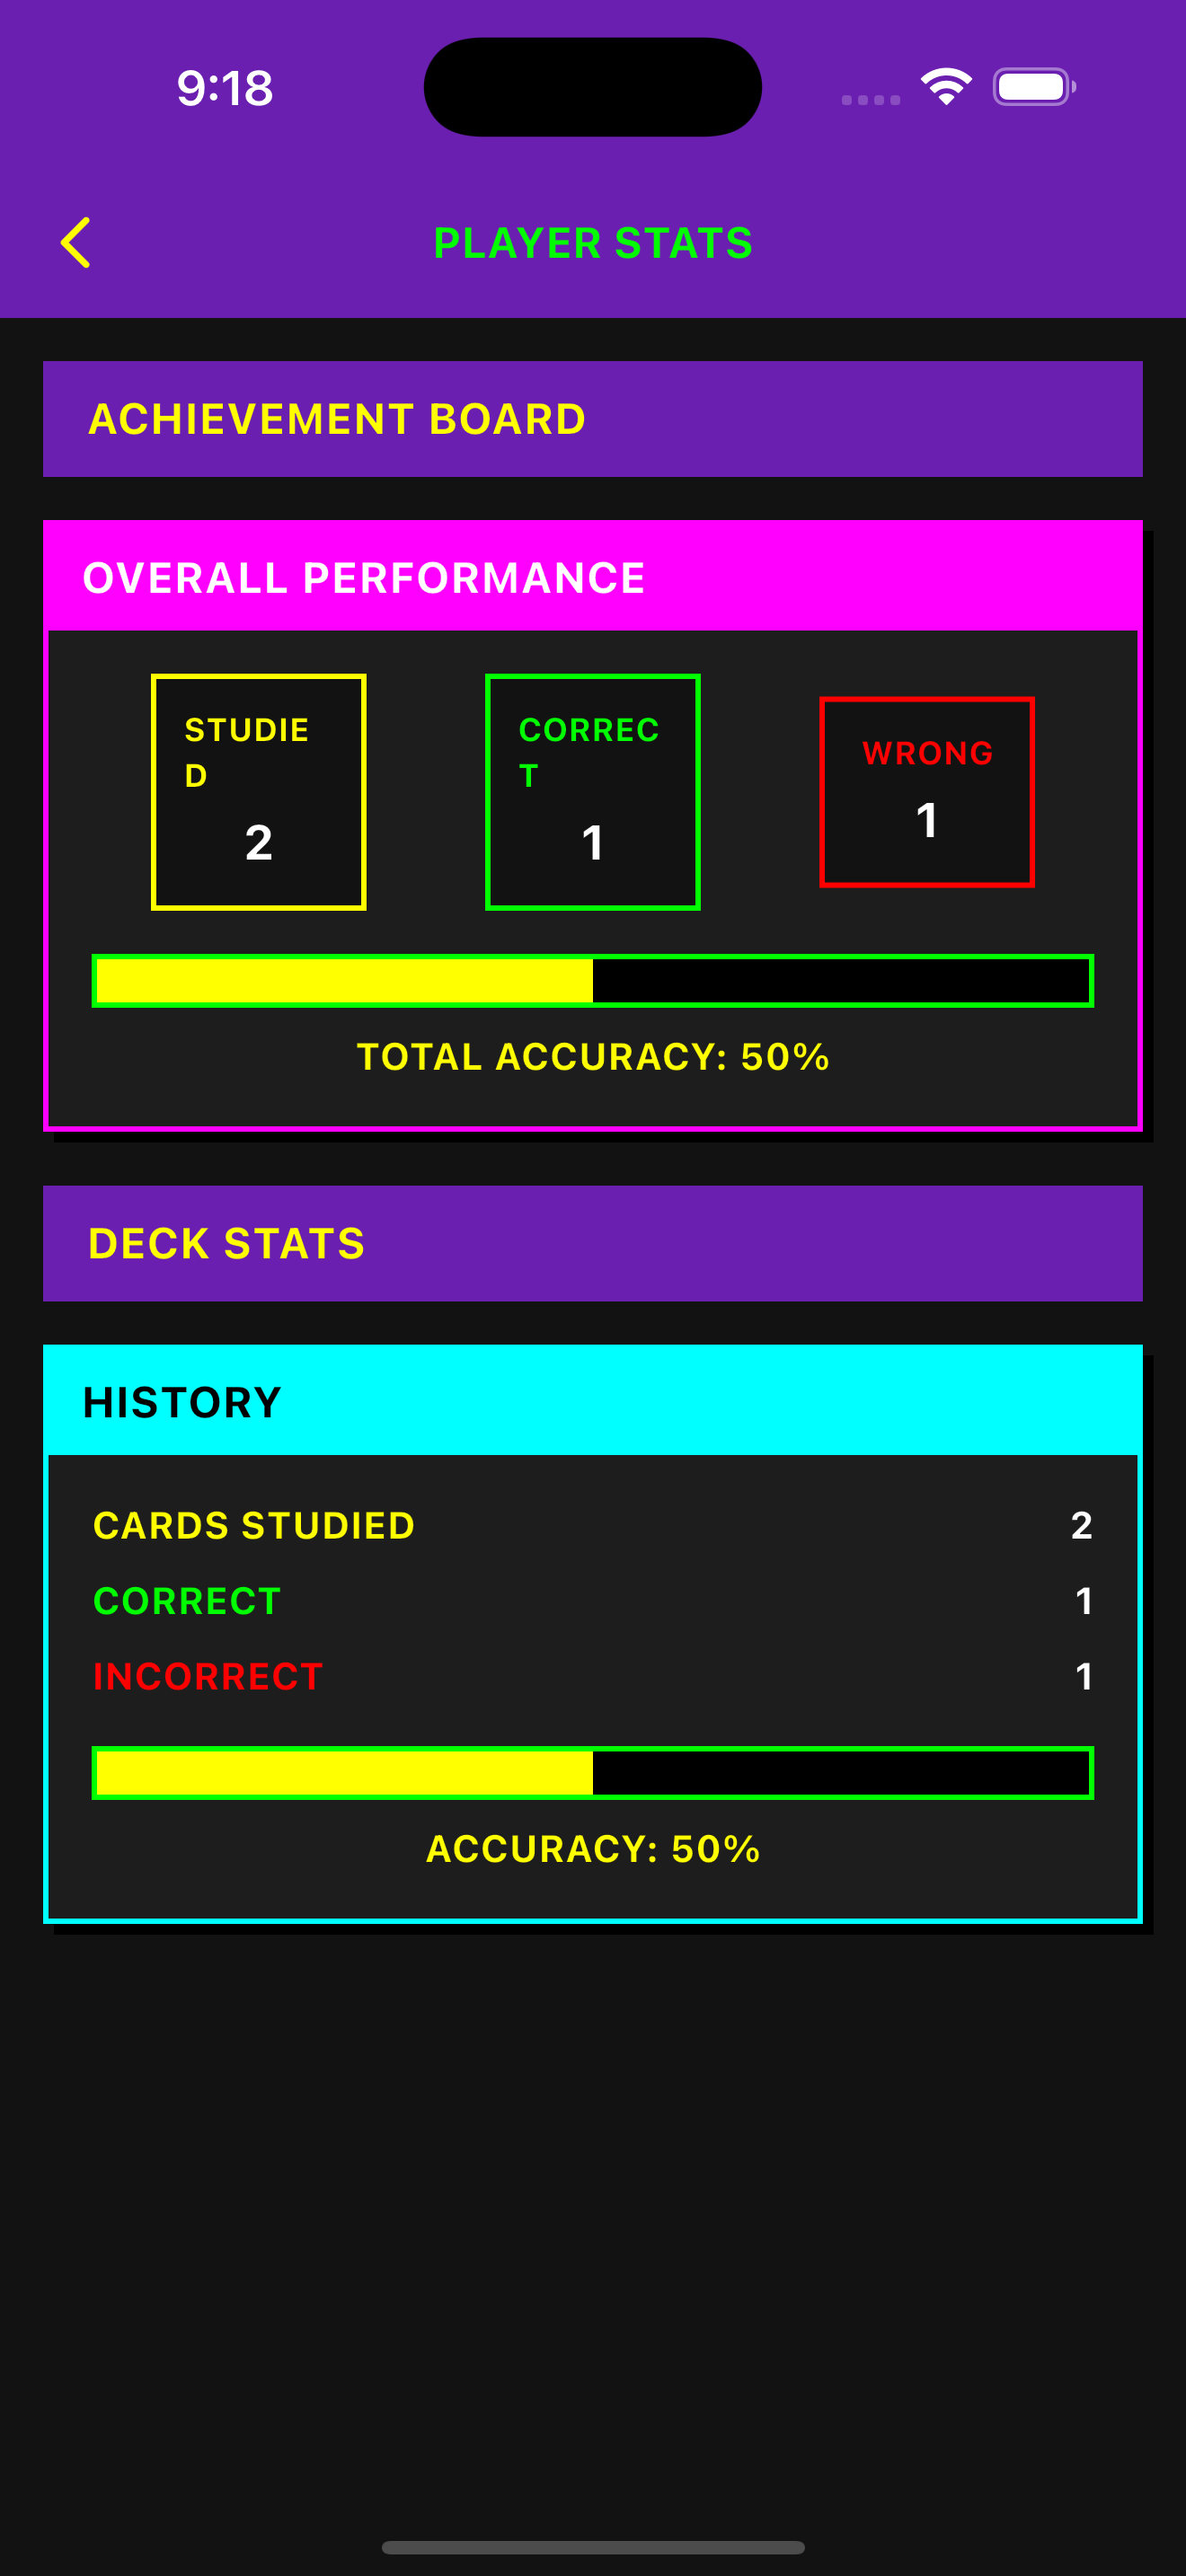 9:18
PLAYER STATS
ACHIEVEMENT BOARD
OVERALL PERFORMANCE
STUDIE
D
2
CORREC
T
1
WRONG
1
TOTAL ACCURACY: 50%
DECK STATS
HISTORY
CARDS STUDIED 2
CORRECT 1
INCORRECT 1
ACCURACY: 50%